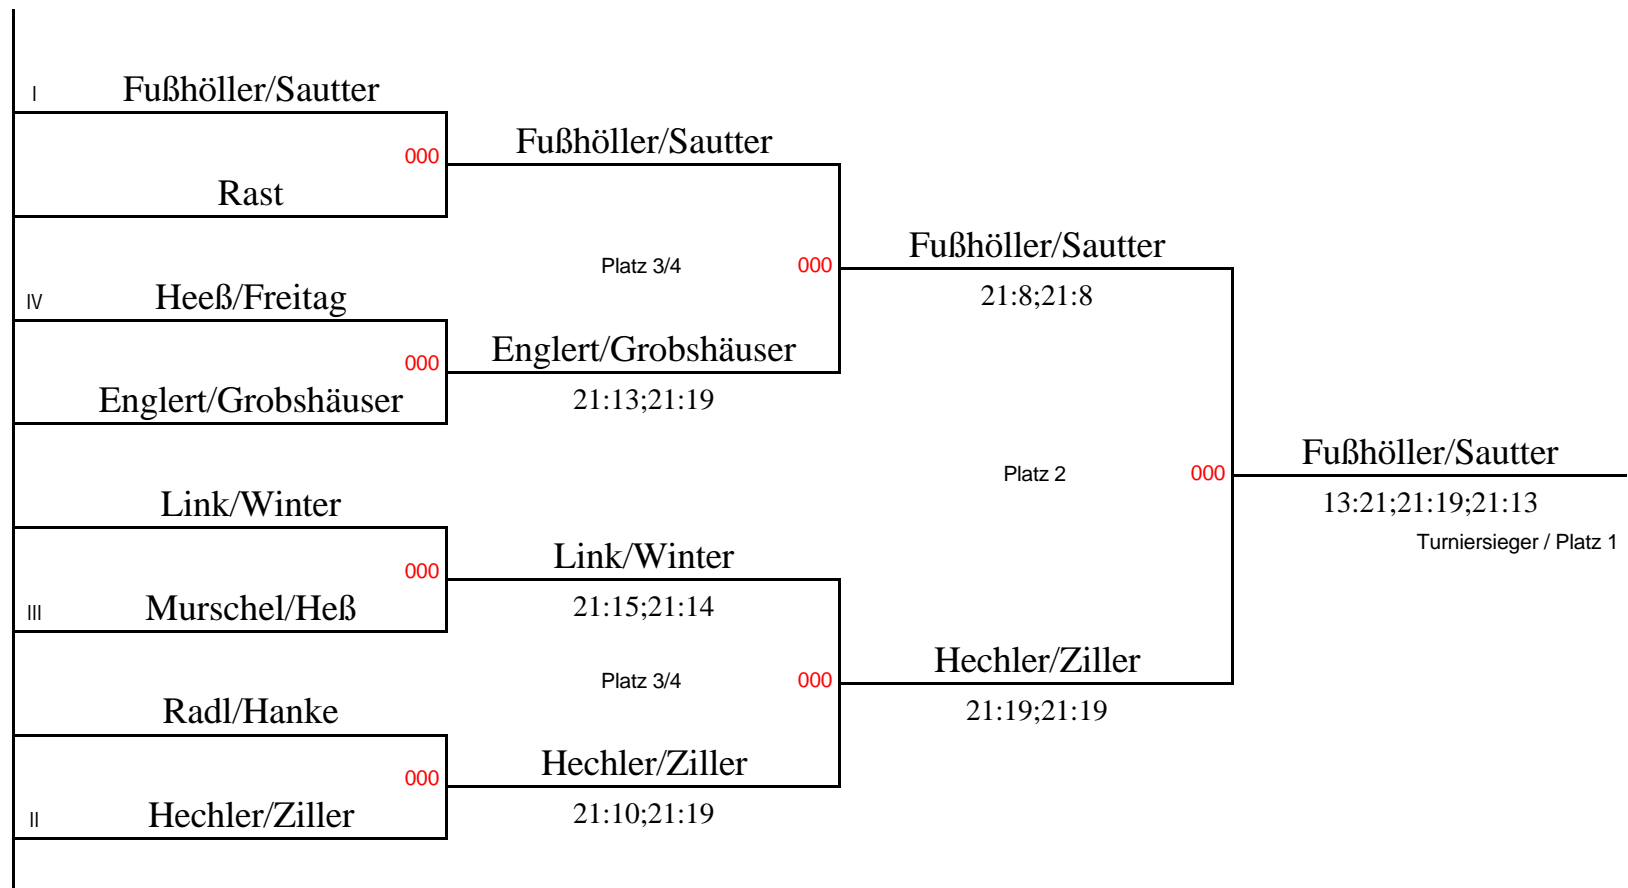 I Fußhöller/Sautter
000
Rast
Fußhöller/Sautter
IV Heeß/Freitag
000
Englert/Grobshäuser
Platz 3/4 000
Englert/Grobshäuser
21:13;21:19
Fußhöller/Sautter
21:8;21:8
Link/Winter
000
III Murschel/Heß
Link/Winter
21:15;21:14
Radl/Hanke
000
II Hechler/Ziller
Platz 3/4 000
Hechler/Ziller
21:10;21:19
Hechler/Ziller
21:19;21:19
Platz 2 000
Fußhöller/Sautter
13:21;21:19;21:13
Turniersieger / Platz 1